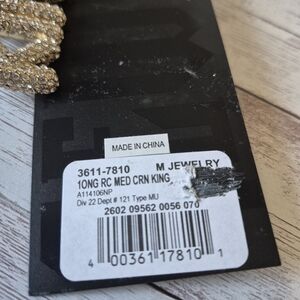 MADE IN CHINA
3611-7810 M JEWELRY
10NG RC MED CRN KING
A114106NP
Div 22 Dept # 121 Type MU
2602 09562 0056 070
4 00361 17810 1